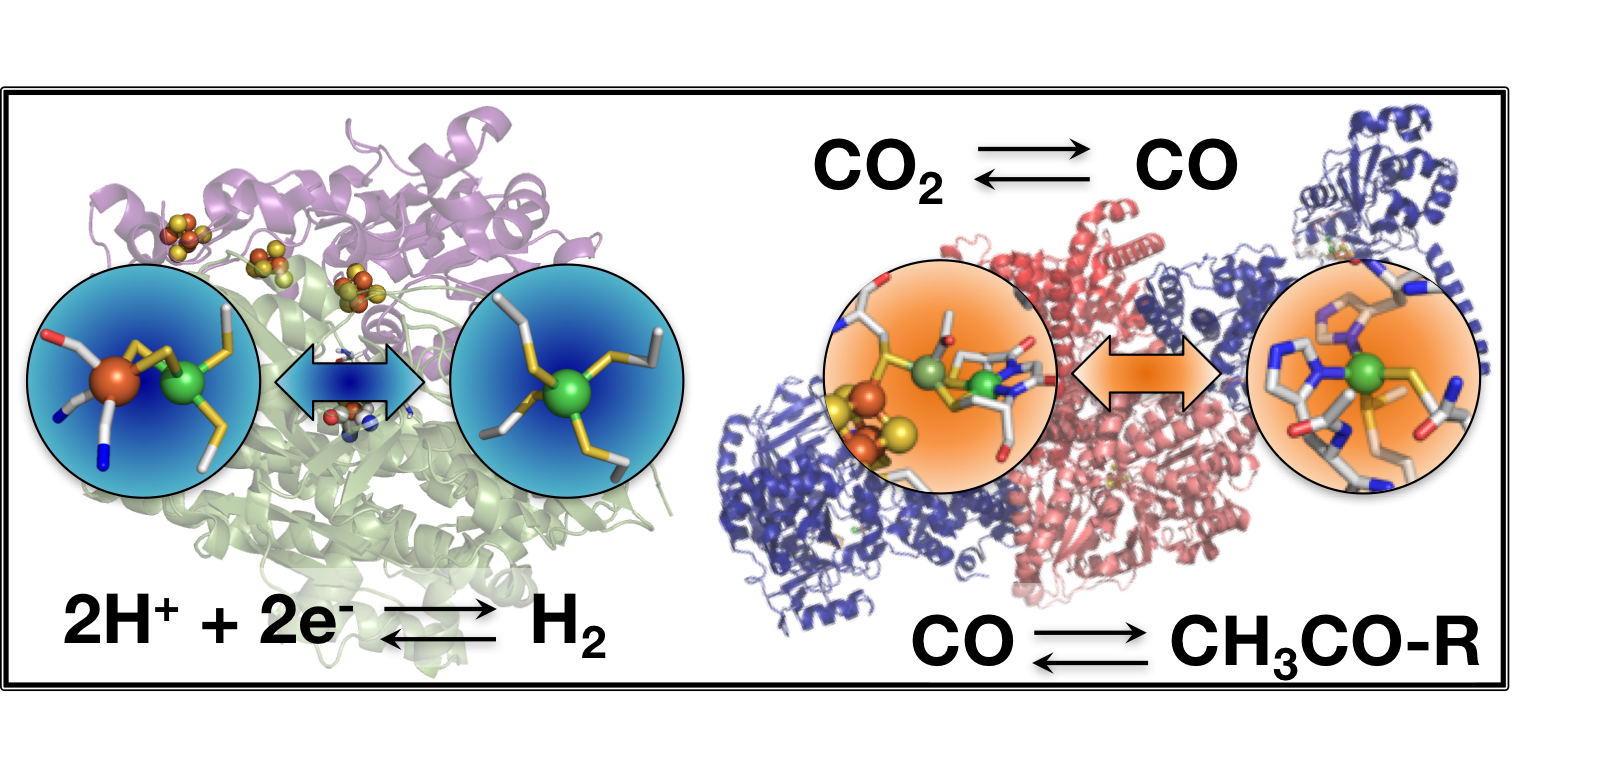 CO₂ ⇌ CO
2H⁺ + 2e⁻ ⇌ H₂
CO ⇌ CH₃CO-R